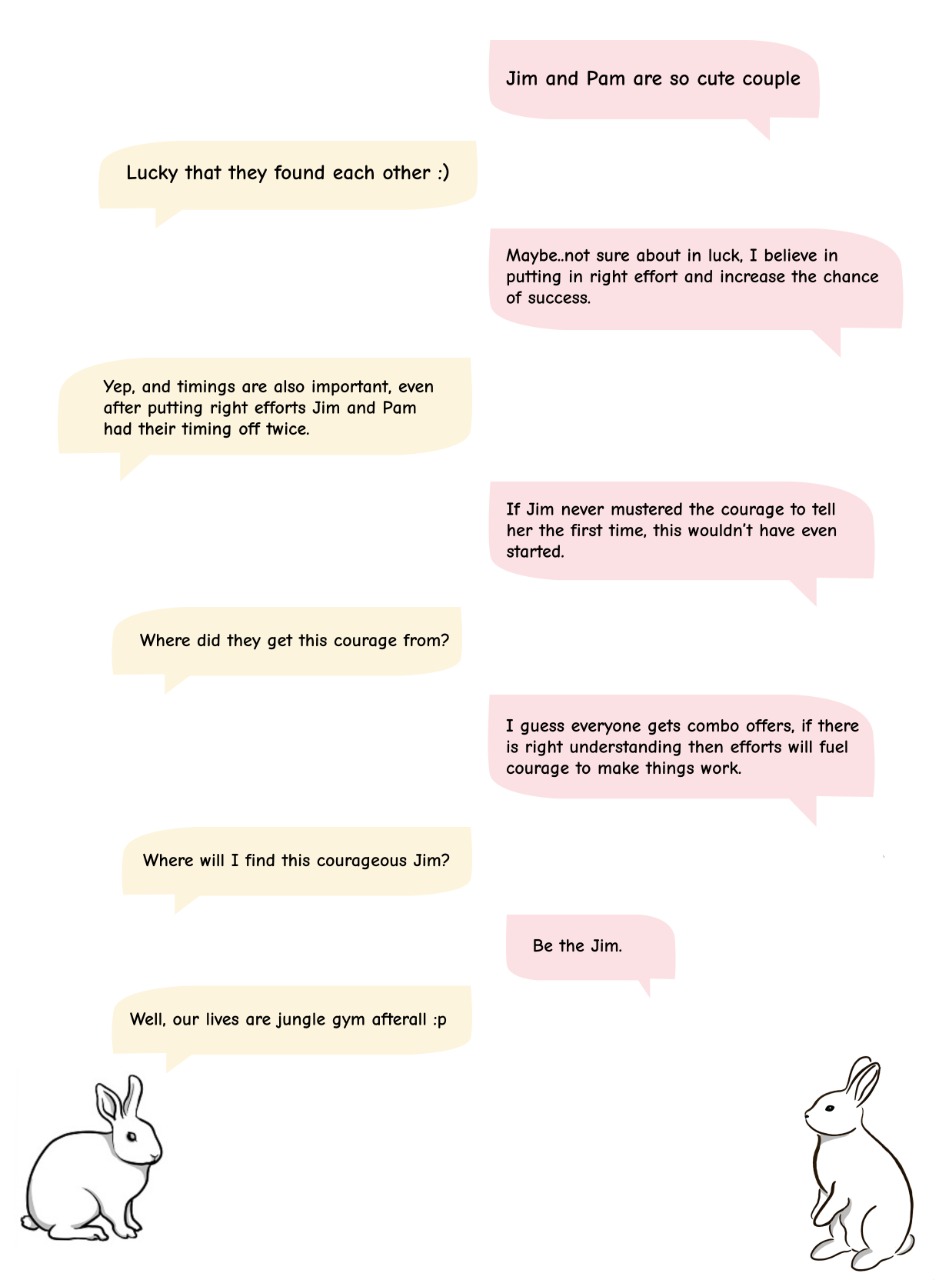 Jim and Pam are so cute couple
Lucky that they found each other :)
Maybe..not sure about in luck, I believe in
putting in right effort and increase the chance
of success.
Yep, and timings are also important, even
after putting right efforts Jim and Pam
had their timing off twice.
If Jim never mustered the courage to tell
her the first time, this wouldn't have even
started.
Where did they get this courage from?
I guess everyone gets combo offers, if there
is right understanding then efforts will fuel
courage to make things work.
Where will I find this courageous Jim?
Be the Jim.
Well, our lives are jungle gym afterall :p